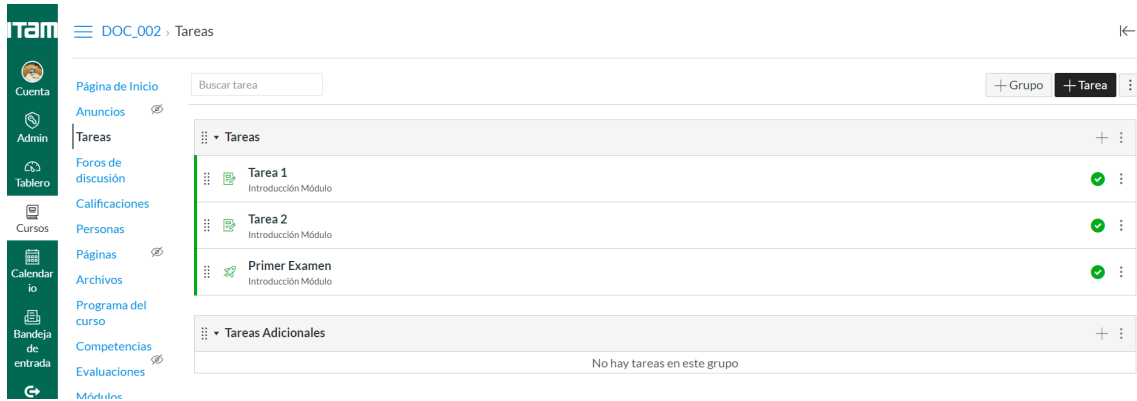 ITAM
DOC_002 › Tareas
Cuenta
Admin
Tablero
Cursos
Calendar
io
Bandeja
de
entrada
Página de Inicio
Anuncios
Tareas
Foros de
discusión
Calificaciones
Personas
Páginas
Archivos
Programa del
curso
Competencias
Evaluaciones
Módulos
Buscar tarea
+ Grupo
+ Tarea
Tareas
Tarea 1
Introducción Módulo
Tarea 2
Introducción Módulo
Primer Examen
Introducción Módulo
Tareas Adicionales
No hay tareas en este grupo